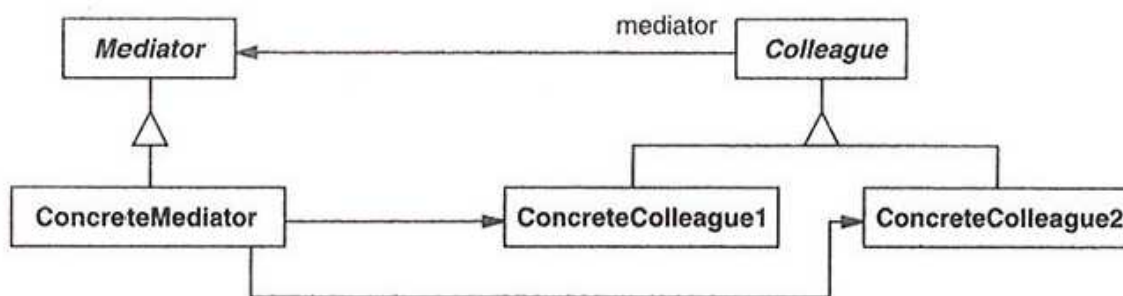 mediator
Mediator
Colleague
ConcreteMediator
ConcreteColleague1
ConcreteColleague2